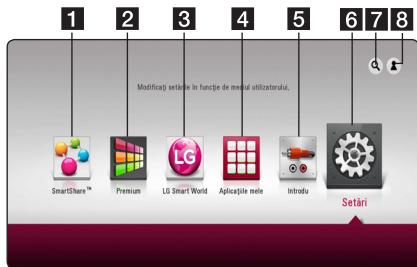 1 2 3 4 5 6 7 8
Modificați setările în funcție de mediul utilizatorului.
LG
SmartShare™ Premium LG Smart World Aplicațiile mele Introdu Setări